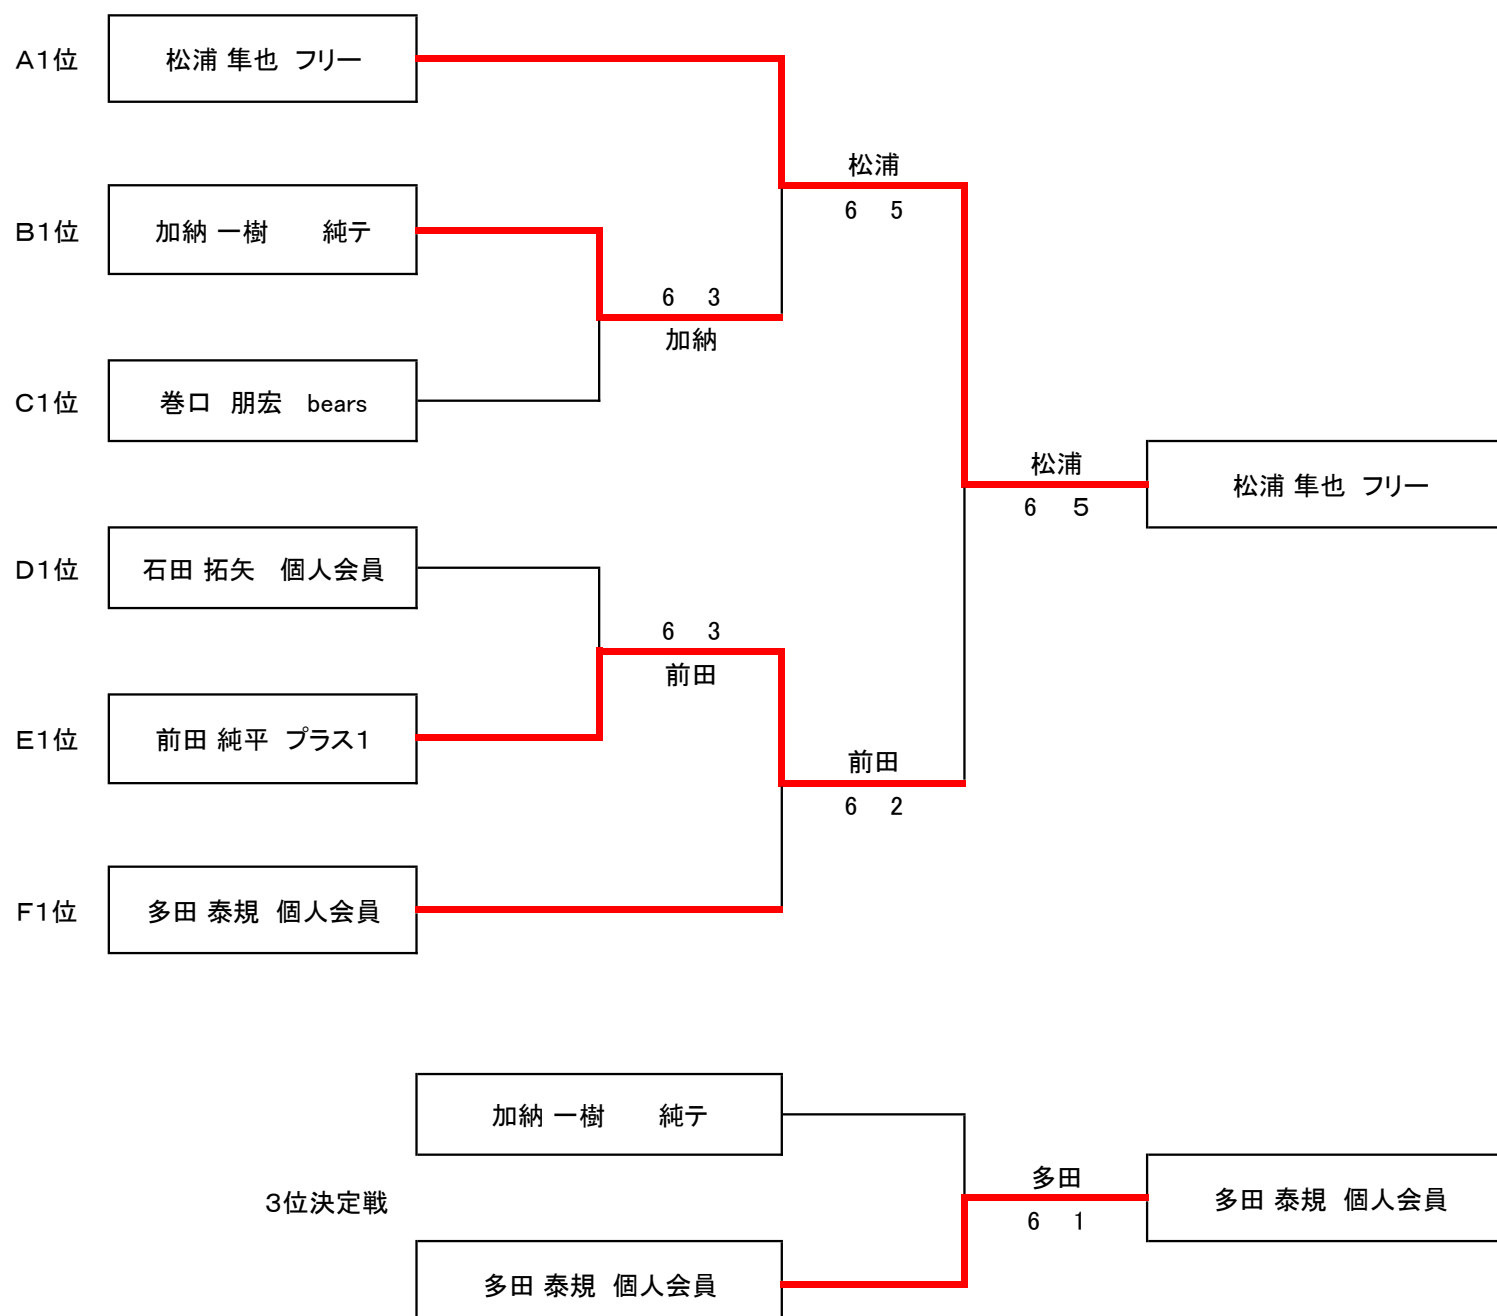 A1位 松浦 隼也 フリー
松浦
6 5
B1位 加納 一樹 純テ
6 3
加納
C1位 巻口 朋宏 bears
松浦
6 5
松浦 隼也 フリー
D1位 石田 拓矢 個人会員
6 3
前田
E1位 前田 純平 プラス1
前田
6 2
F1位 多田 泰規 個人会員
加納 一樹 純テ
3位決定戦
多田
6 1
多田 泰規 個人会員
多田 泰規 個人会員